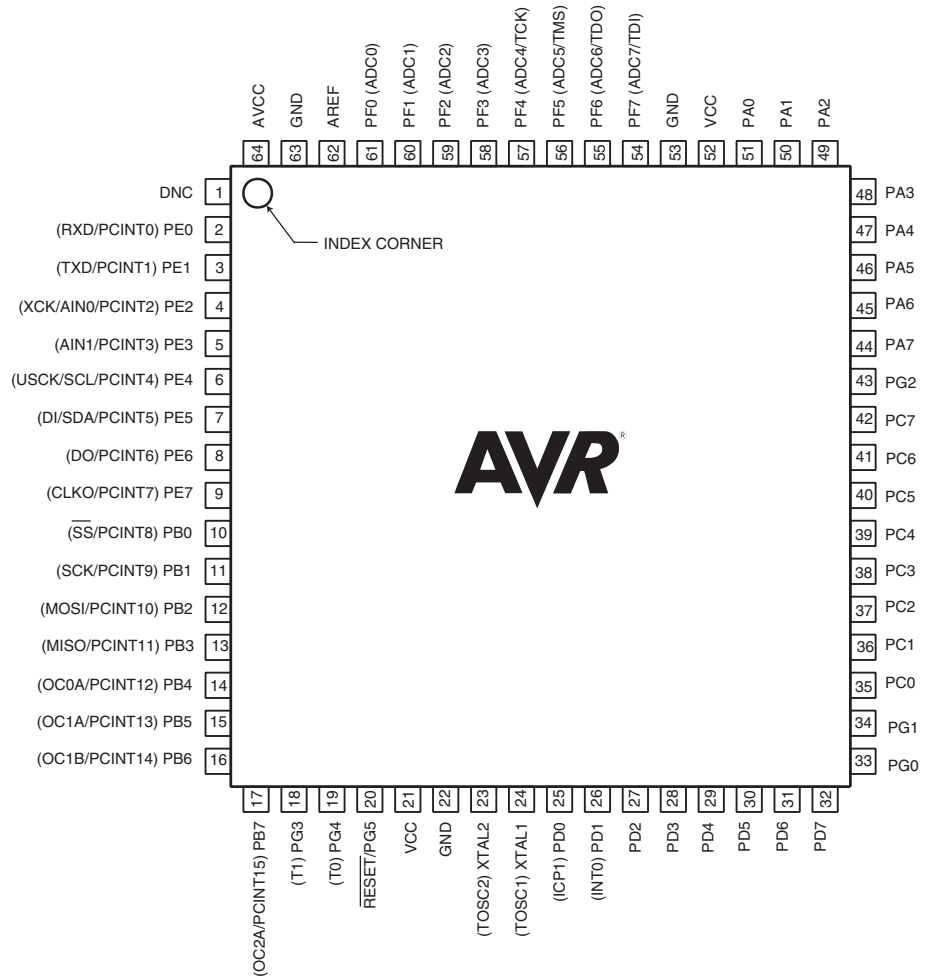 AVCC
GND
AREF
PF0 (ADC0)
PF1 (ADC1)
PF2 (ADC2)
PF3 (ADC3)
PF4 (ADC4/TCK)
PF5 (ADC5/TMS)
PF6 (ADC6/TDO)
PF7 (ADC7/TDI)
GND
VCC
PA0
PA1
PA2
64
63
62
61
60
59
58
57
56
55
54
53
52
51
50
49
DNC 1
(RXD/PCINT0) PE0 2
(TXD/PCINT1) PE1 3
(XCK/AIN0/PCINT2) PE2 4
(AIN1/PCINT3) PE3 5
(USCK/SCL/PCINT4) PE4 6
(DI/SDA/PCINT5) PE5 7
(DO/PCINT6) PE6 8
(CLKO/PCINT7) PE7 9
(SS/PCINT8) PB0 10
(SCK/PCINT9) PB1 11
(MOSI/PCINT10) PB2 12
(MISO/PCINT11) PB3 13
(OC0A/PCINT12) PB4 14
(OC1A/PCINT13) PB5 15
(OC1B/PCINT14) PB6 16
INDEX CORNER
AVR®
48 PA3
47 PA4
46 PA5
45 PA6
44 PA7
43 PG2
42 PC7
41 PC6
40 PC5
39 PC4
38 PC3
37 PC2
36 PC1
35 PC0
34 PG1
33 PG0
17
18
19
20
21
22
23
24
25
26
27
28
29
30
31
32
(OC2A/PCINT15) PB7
(T1) PG3
(T0) PG4
RESET/PG5
VCC
GND
(TOSC2) XTAL2
(TOSC1) XTAL1
(ICP1) PD0
(INT0) PD1
PD2
PD3
PD4
PD5
PD6
PD7